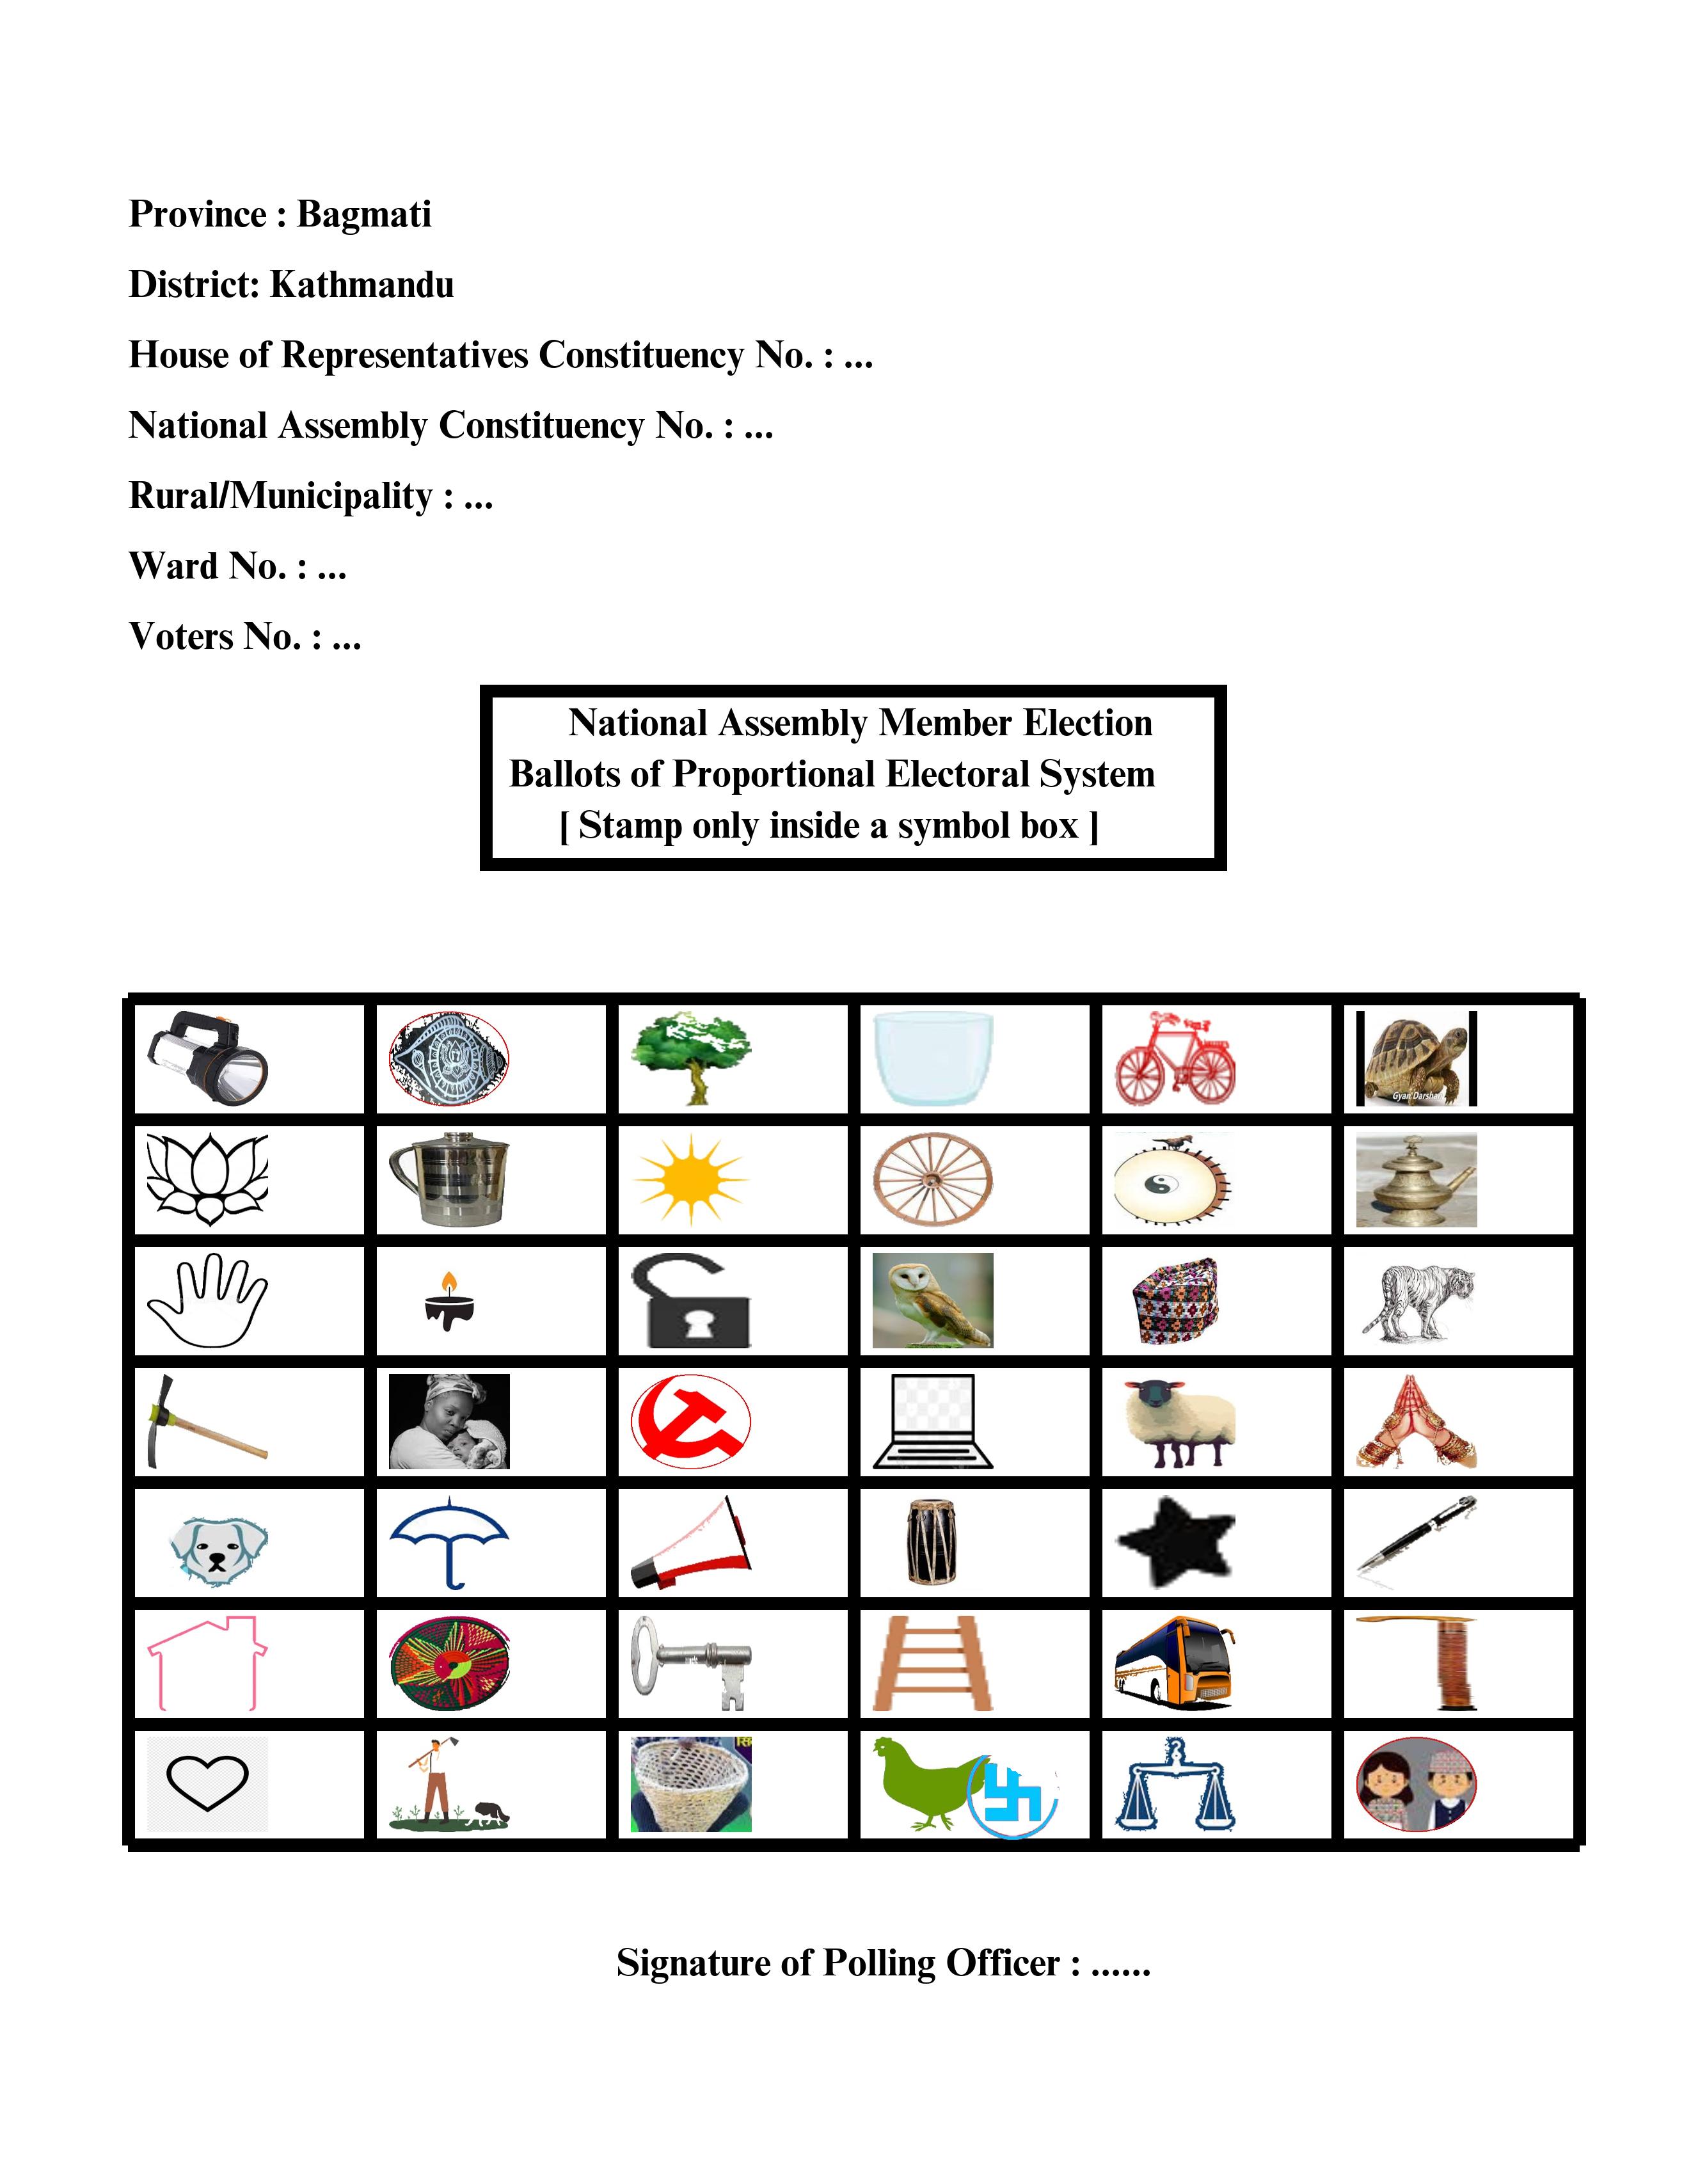 Province : Bagmati
District: Kathmandu
House of Representatives Constituency No. : ...
National Assembly Constituency No. : ...
Rural/Municipality : ...
Ward No. : ...
Voters No. : ...
National Assembly Member Election
Ballots of Proportional Electoral System
[ Stamp only inside a symbol box ]
Gyan Darshan
Signature of Polling Officer : ......